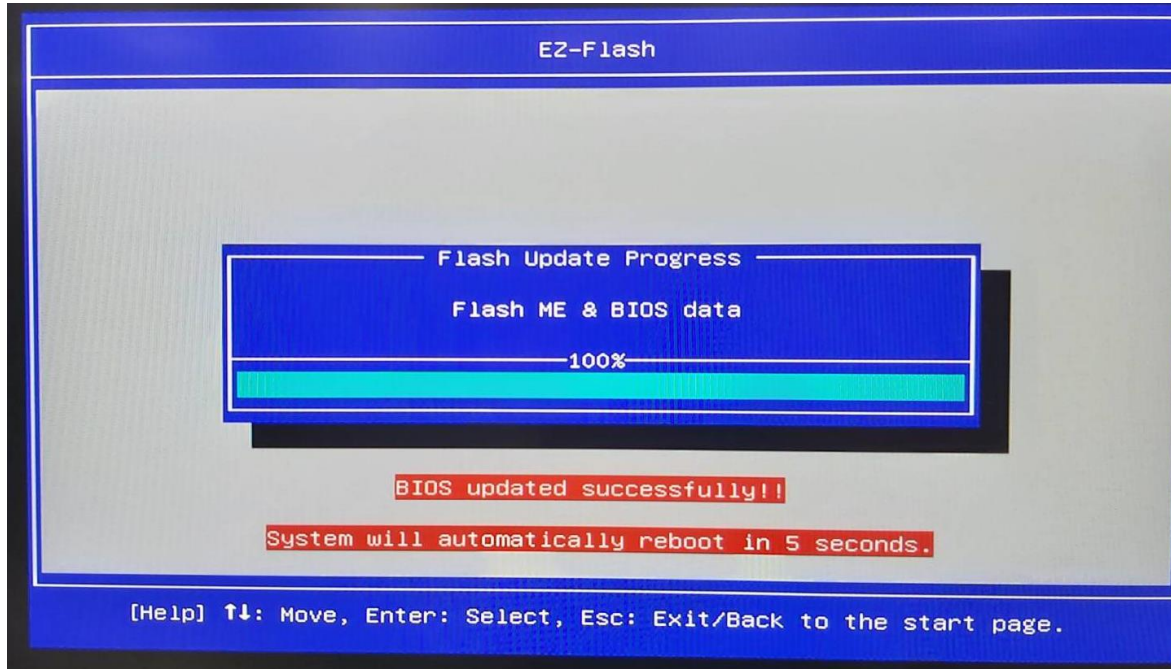 EZ-Flash
Flash Update Progress
Flash ME & BIOS data
100%
BIOS updated successfully!!
System will automatically reboot in 5 seconds.
[Help] ↑↓: Move, Enter: Select, Esc: Exit/Back to the start page.